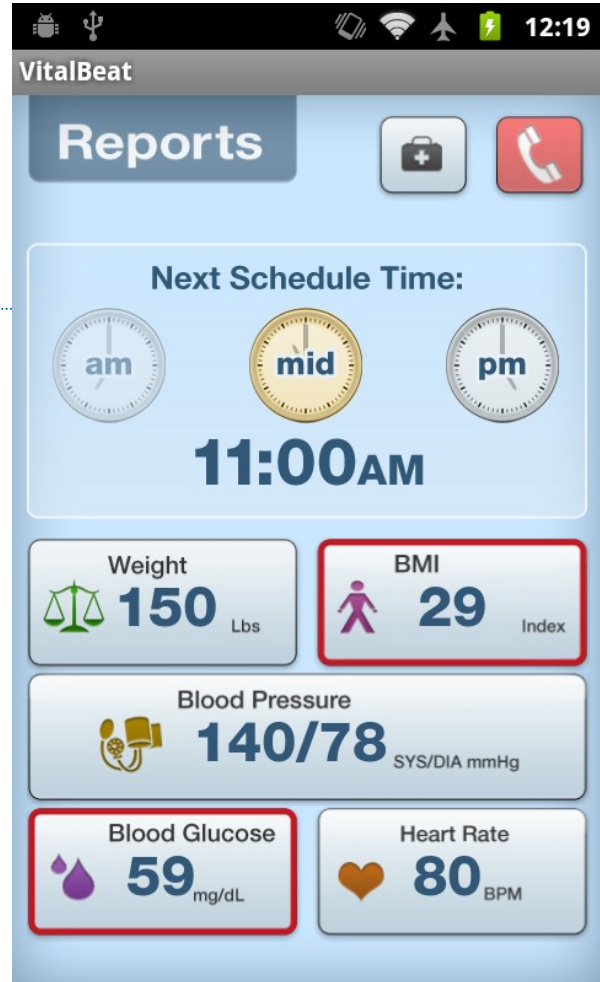 12:19
VitalBeat
Reports
Next Schedule Time:
am mid pm
11:00AM
Weight
150 Lbs
BMI
29 Index
Blood Pressure
140/78 SYS/DIA mmHg
Blood Glucose
59 mg/dL
Heart Rate
80 BPM